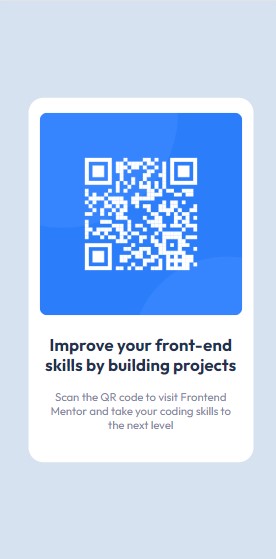 Improve your front-end
skills by building projects
Scan the QR code to visit Frontend
Mentor and take your coding skills to
the next level